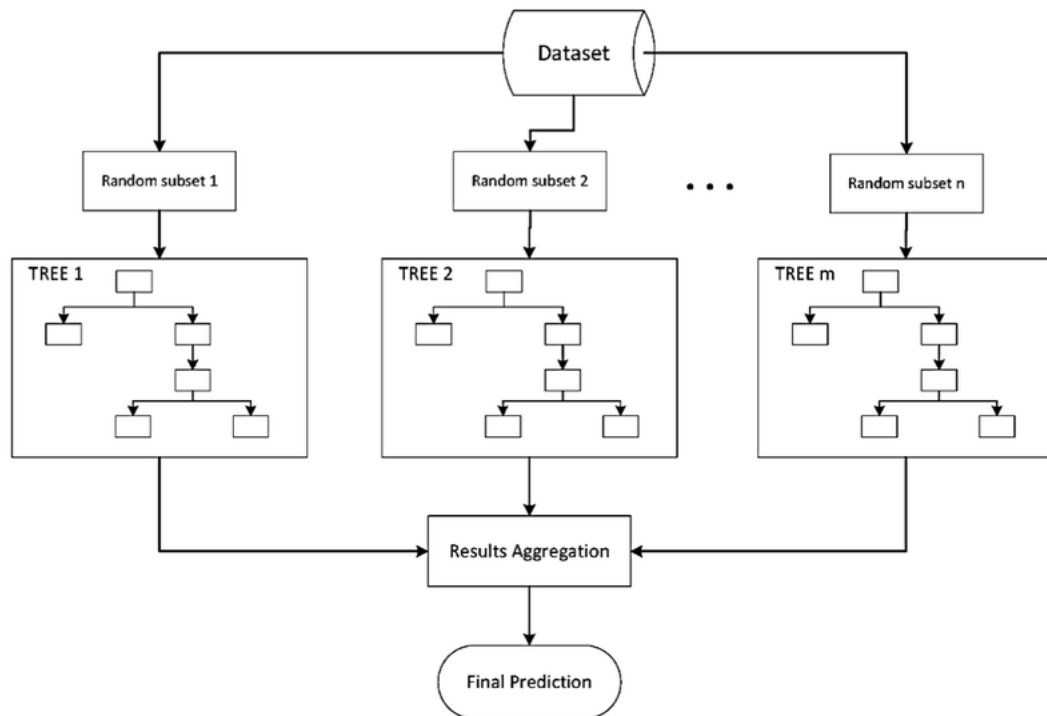 Dataset
Random subset 1
Random subset 2
• • •
Random subset n
TREE 1
TREE 2
TREE m
Results Aggregation
Final Prediction